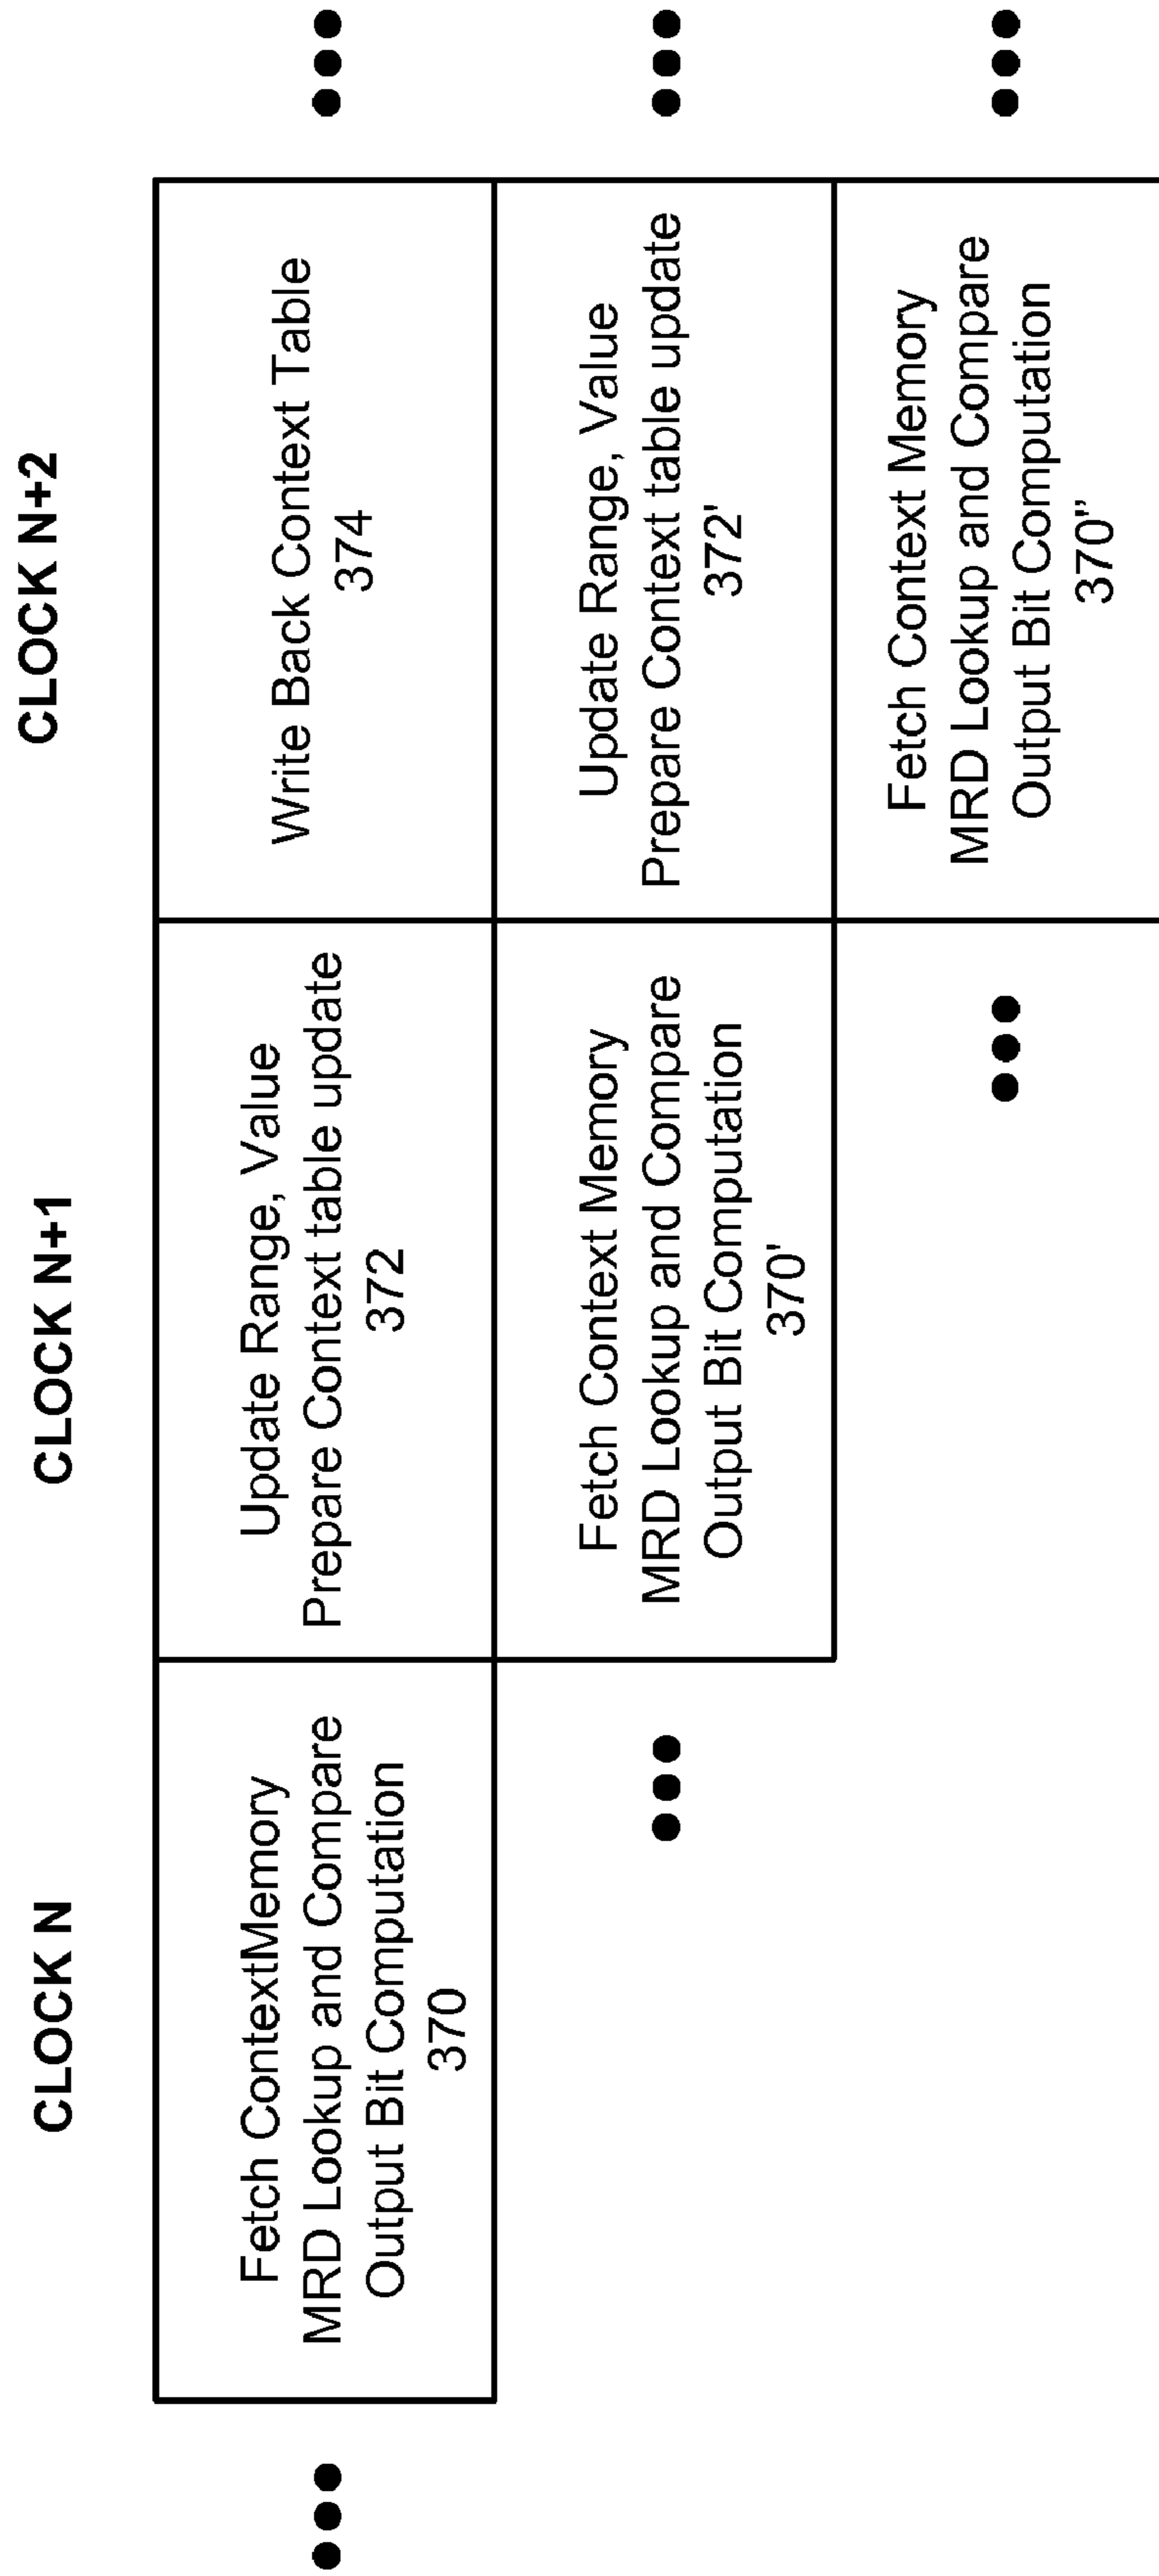 CLOCK N
CLOCK N+1
CLOCK N+2
Fetch ContextMemory
MRD Lookup and Compare
Output Bit Computation
370
Update Range, Value
Prepare Context table update
372
Write Back Context Table
374
Fetch Context Memory
MRD Lookup and Compare
Output Bit Computation
370'
Update Range, Value
Prepare Context table update
372'
Fetch Context Memory
MRD Lookup and Compare
Output Bit Computation
370"